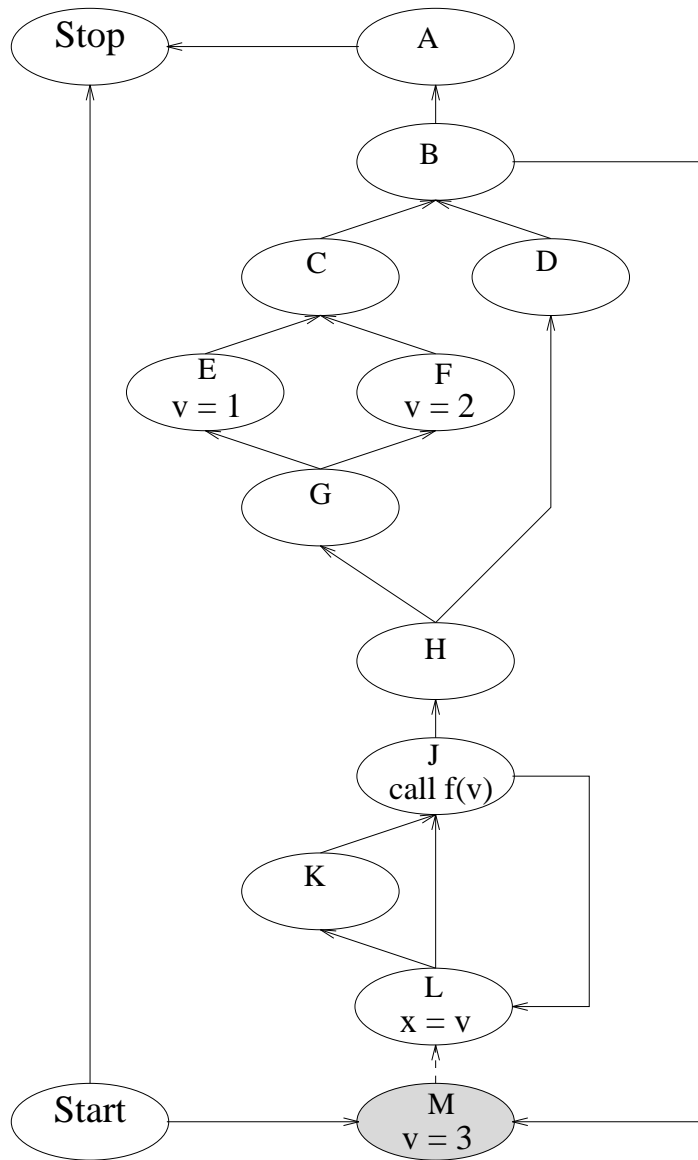 Stop
A
B
C
D
E
v = 1
F
v = 2
G
H
J
call f(v)
K
L
x = v
Start
M
v = 3